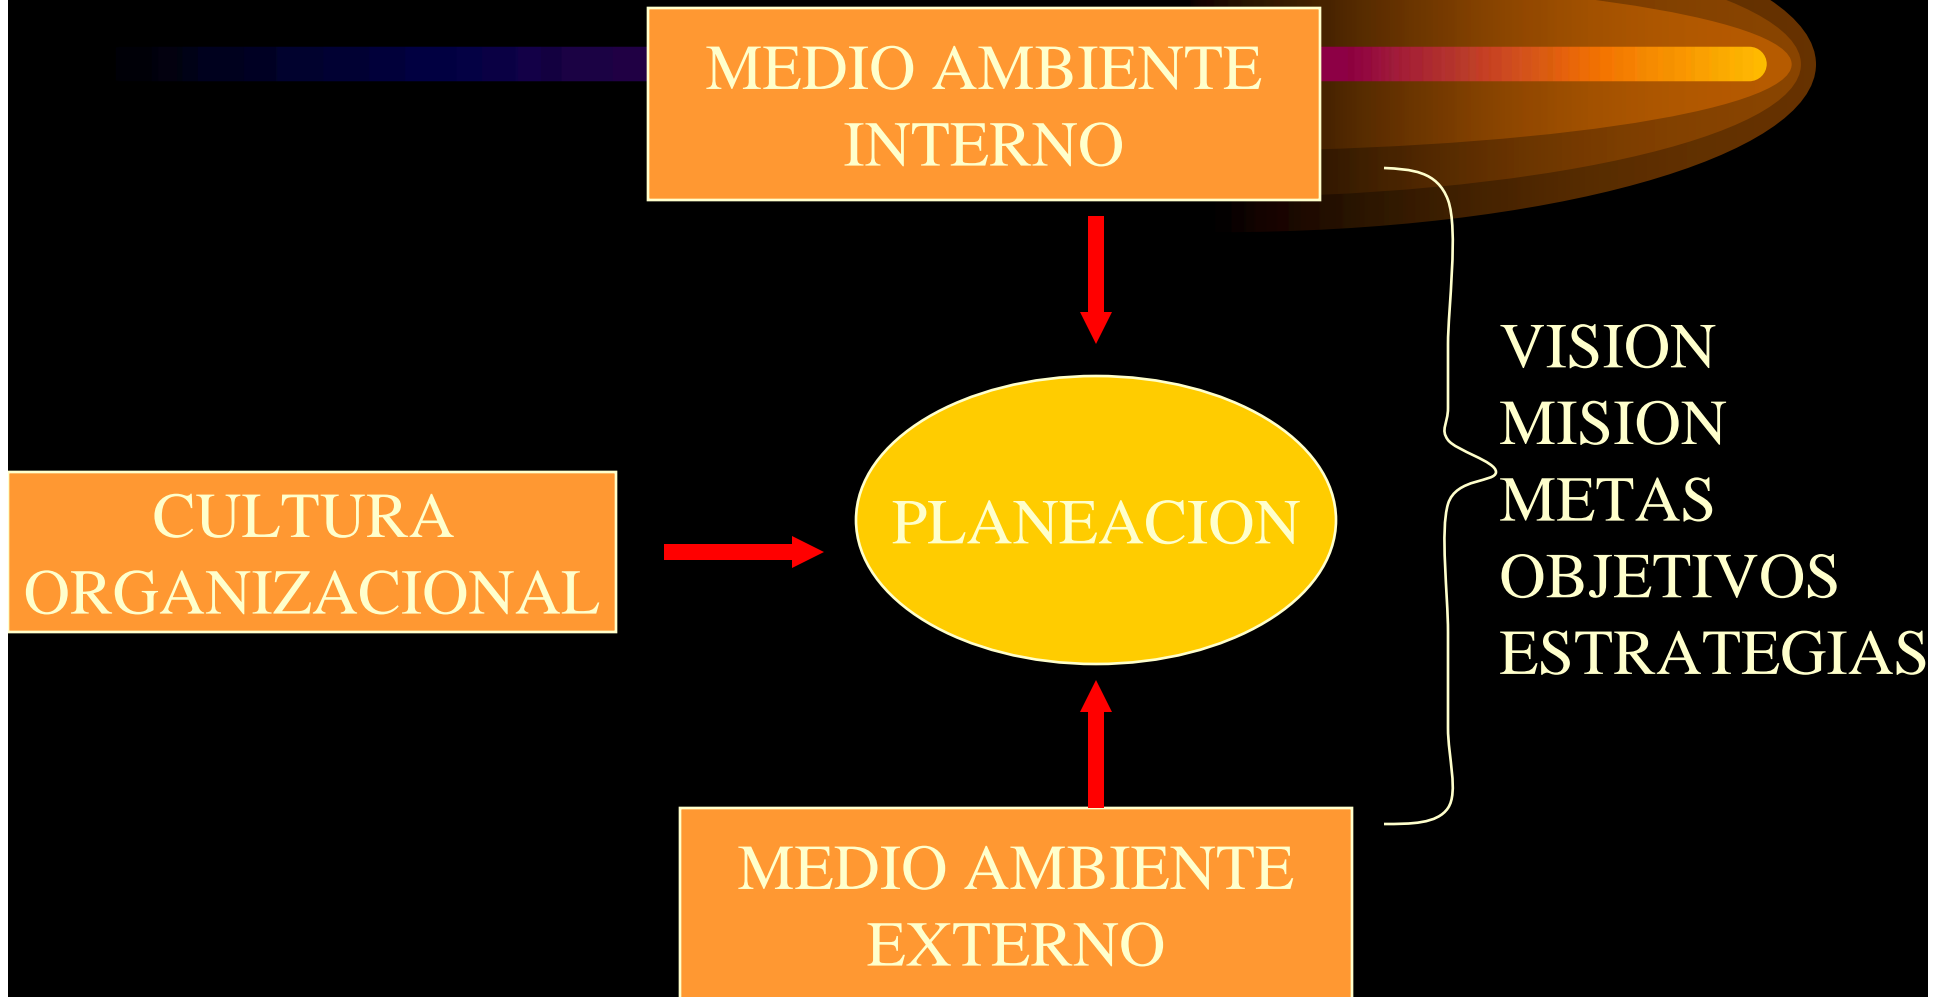 MEDIO AMBIENTE
INTERNO
CULTURA
ORGANIZACIONAL
PLANEACION
VISION
MISION
METAS
OBJETIVOS
ESTRATEGIAS
MEDIO AMBIENTE
EXTERNO